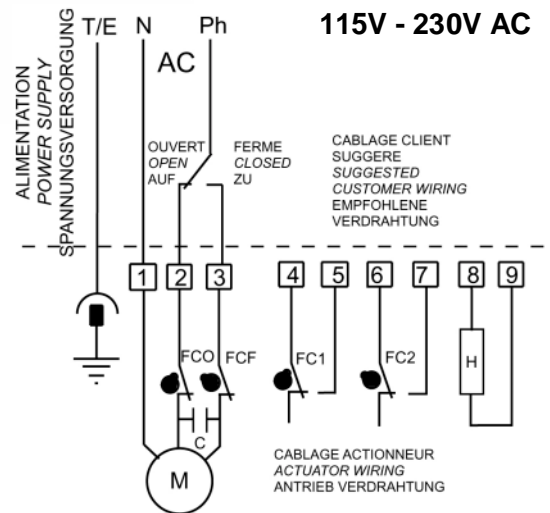 115V - 230V AC
T/E N Ph
AC
ALIMENTATION
POWER SUPPLY
SPANNUNGSVERSORGUNG
OUVERT
OPEN
AUF
FERME
CLOSED
ZU
CABLAGE CLIENT
SUGGERE
SUGGESTED
CUSTOMER WIRING
EMPFOHLENE
VERDRAHTUNG
1 2 3 4 5 6 7 8 9
FCO FCF FC1 FC2 H
C
M
CABLAGE ACTIONNEUR
ACTUATOR WIRING
ANTRIEB VERDRAHTUNG